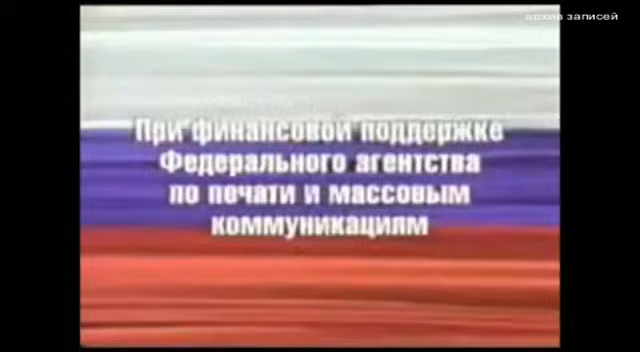 архив записей
При финансовой поддержке
Федерального агентства
по печати и массовым
коммуникациям